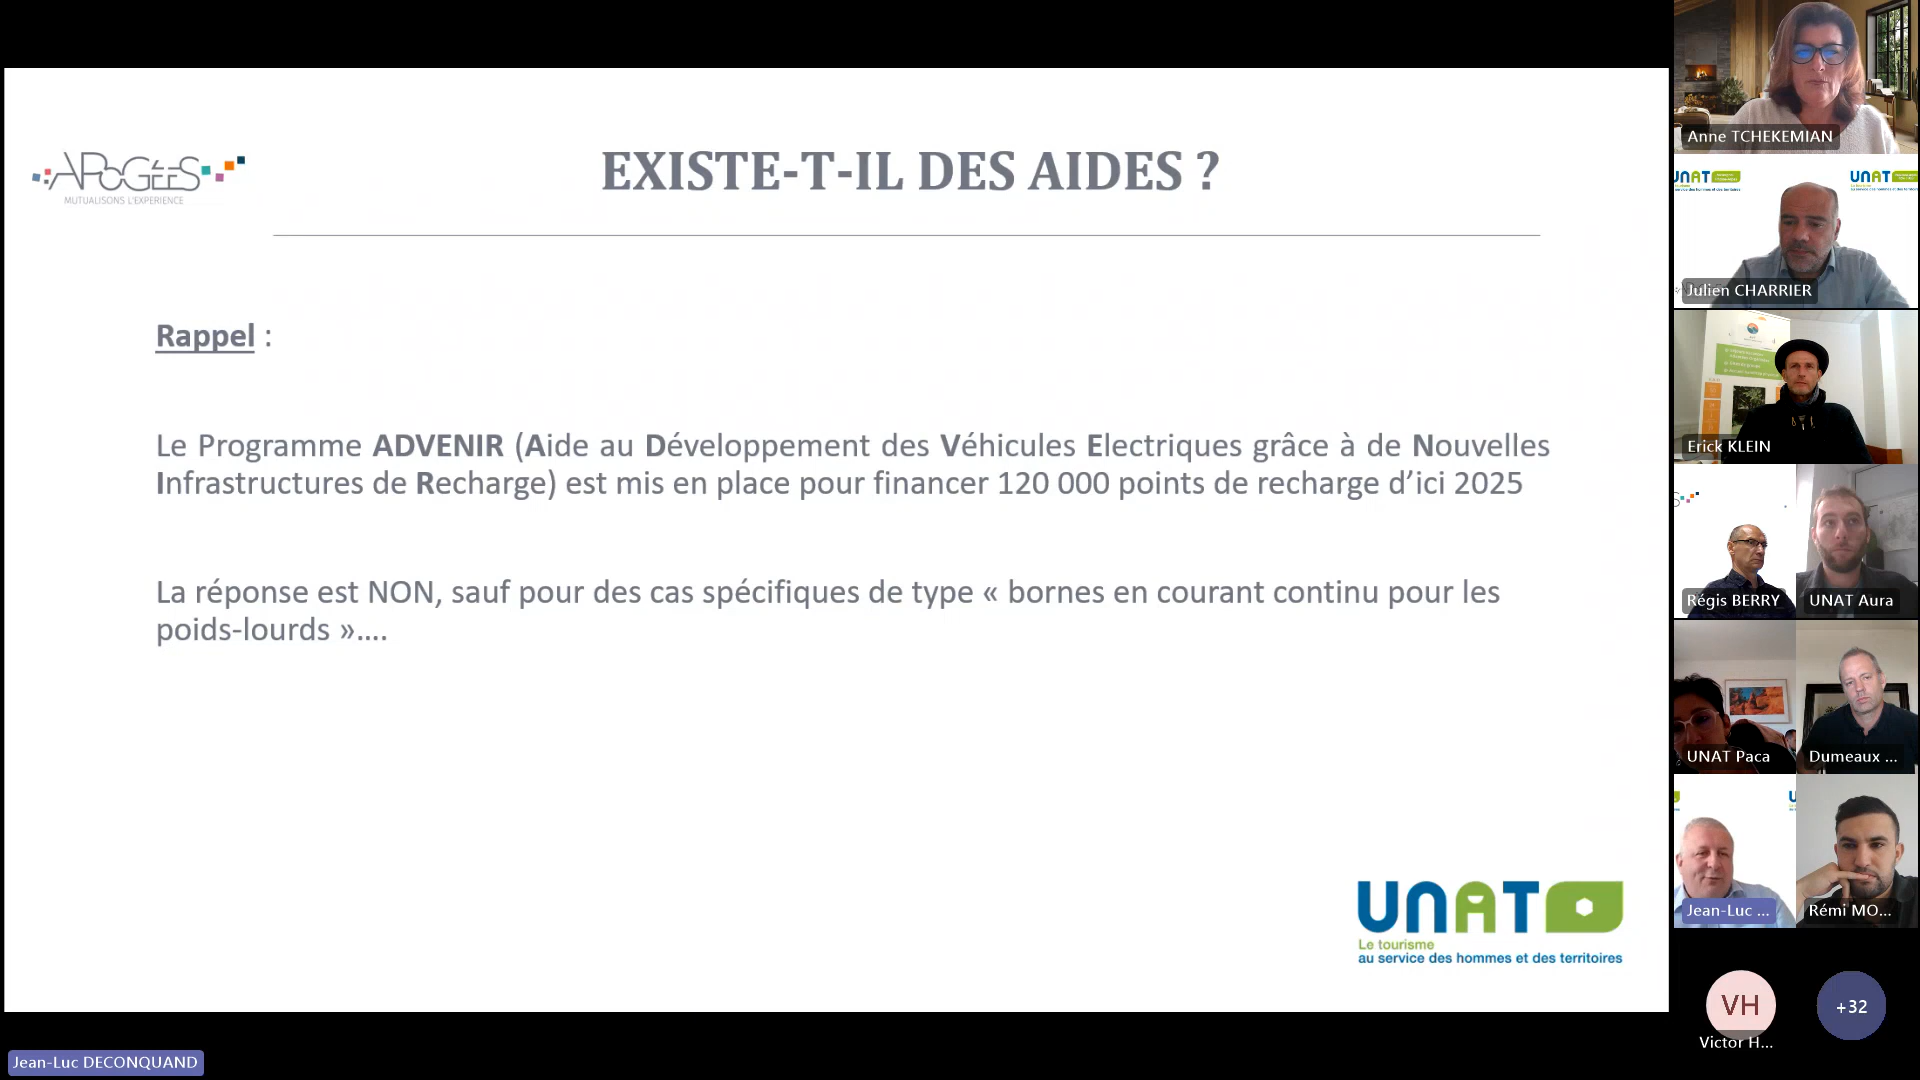 APOGÉES
MUTUALISONS L'EXPERIENCE
EXISTE-T-IL DES AIDES ?
Rappel :
Le Programme ADVENIR (Aide au Développement des Véhicules Electriques grâce à de Nouvelles
Infrastructures de Recharge) est mis en place pour financer 120 000 points de recharge d’ici 2025
La réponse est NON, sauf pour des cas spécifiques de type « bornes en courant continu pour les
poids-lourds »….
UNAT
Le tourisme
au service des hommes et des territoires
Jean-Luc DECONQUAND
Anne TCHEKEMIAN
UNAT
UNAT
Julien CHARRIER
Erick KLEIN
Régis BERRY
UNAT Aura
UNAT Paca
Dumeaux ...
Jean-Luc ...
Rémi MO...
VH
Victor H...
+32